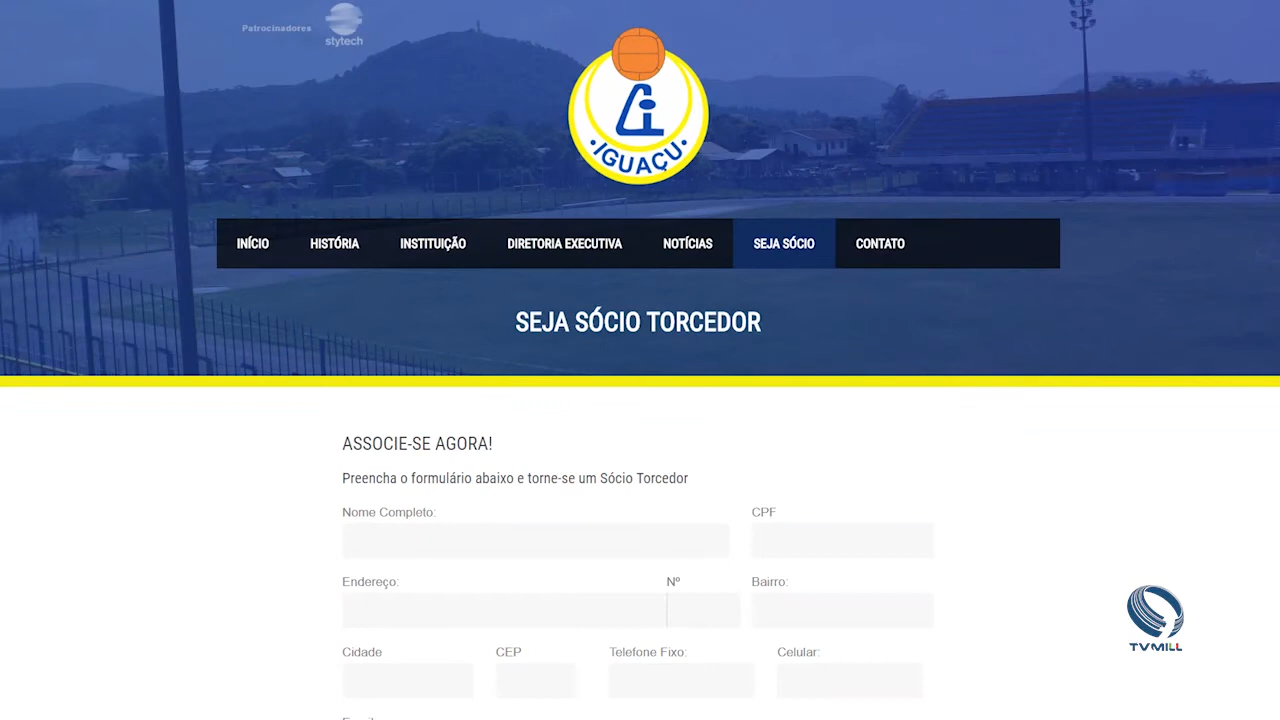 Patrocinadores
stytech
IGUAÇU
INÍCIO HISTÓRIA INSTITUIÇÃO DIRETORIA EXECUTIVA NOTÍCIAS SEJA SÓCIO CONTATO
SEJA SÓCIO TORCEDOR
ASSOCIE-SE AGORA!
Preencha o formulário abaixo e torne-se um Sócio Torcedor
Nome Completo: CPF
Endereço: Nº Bairro:
Cidade CEP Telefone Fixo: Celular:
TVMILL